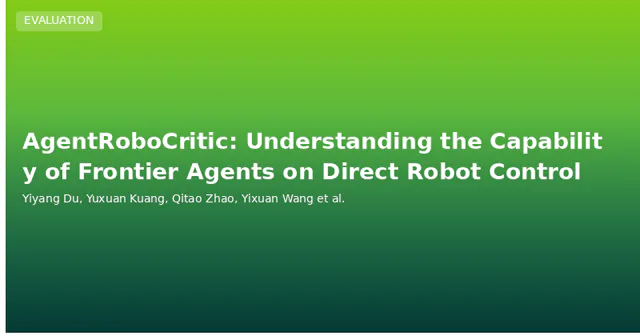 EVALUATION
AgentRoboCritic: Understanding the Capabilit
y of Frontier Agents on Direct Robot Control
Yiyang Du, Yuxuan Kuang, Qitao Zhao, Yixuan Wang et al.